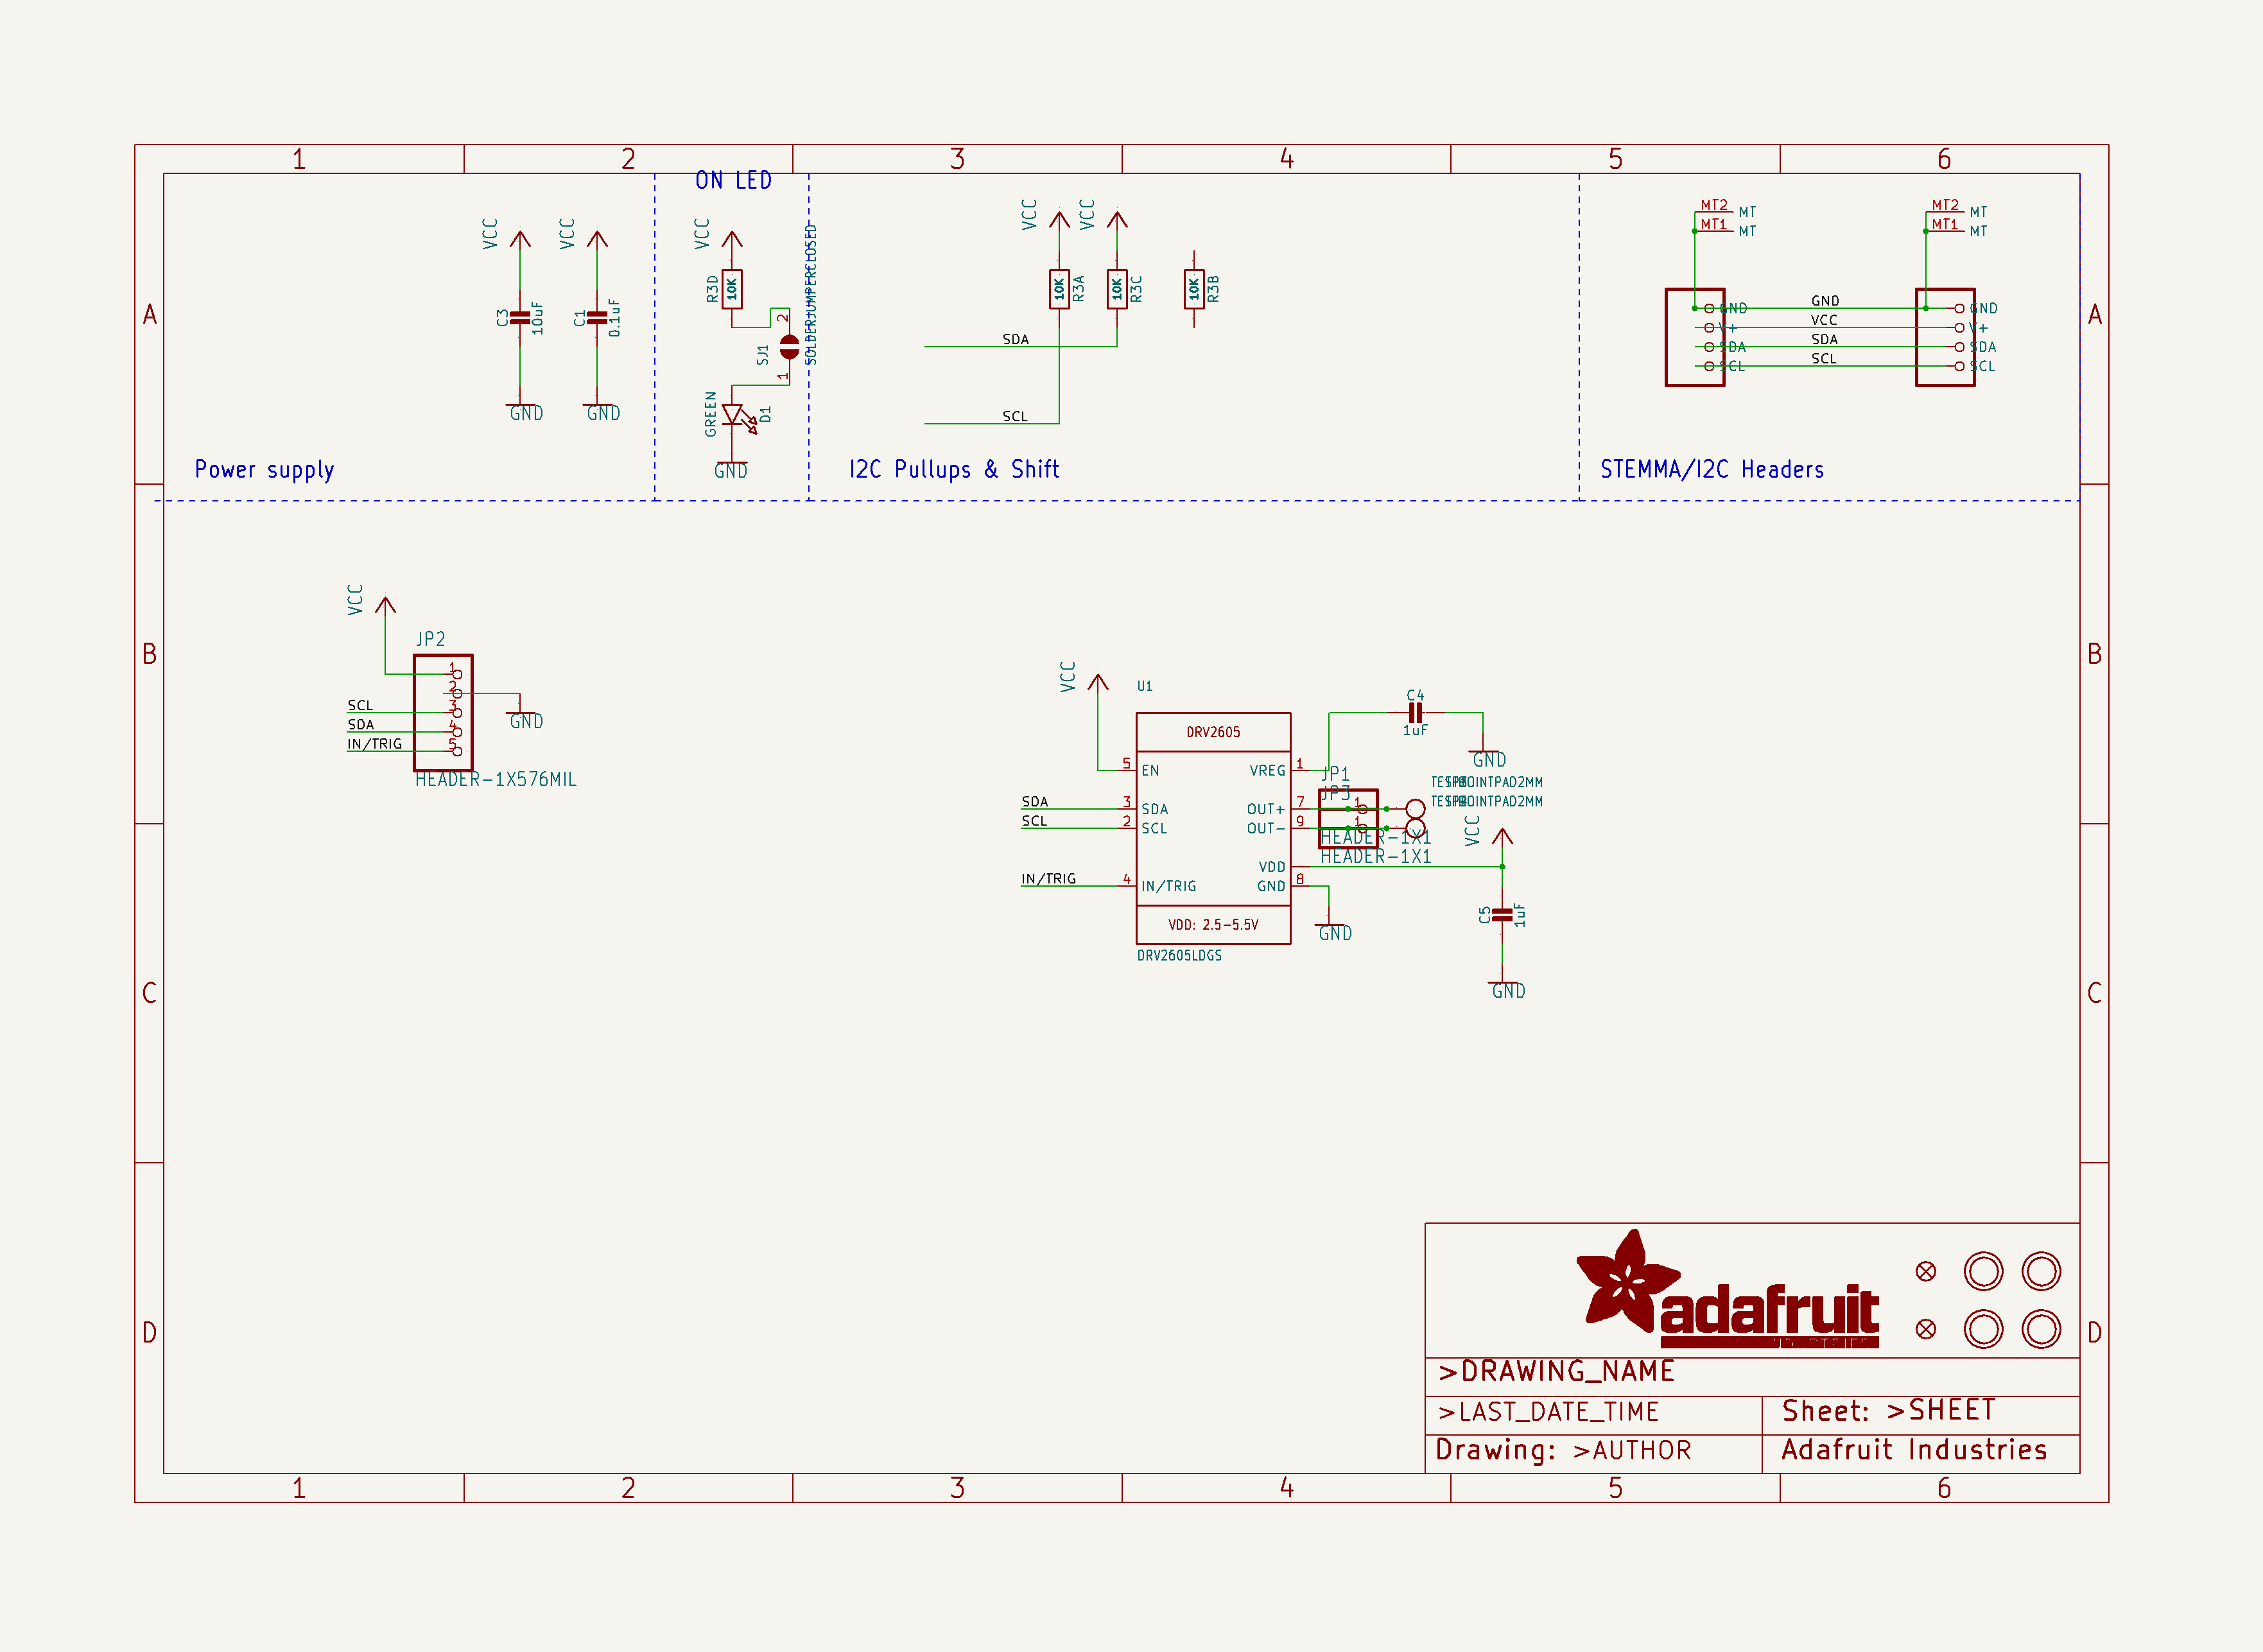 1 2 3 4 5 6
ON LED
A
A
VCC
C3
10uF
GND
VCC
C1
0.1uF
GND
Power supply
VCC
R3D
10K
2
SJ1
SOLDERJUMPERCLOSED
1
GREEN
D1
GND
VCC
VCC
10K
R3A
10K
R3C
10K
R3B
SDA
SCL
I2C Pullups & Shift
MT2 MT
MT1 MT
MT2 MT
MT1 MT
GND GND GND
V+ VCC V+
SDA SDA SDA
SCL SCL SCL
STEMMA/I2C Headers
B
B
VCC
JP2
1
2
GND
SCL 3
SDA 4
IN/TRIG 5
HEADER-1X576MIL
VCC
U1
DRV2605
5 EN
VREG 1
SDA 3 SDA
OUT+ 7
SCL 2 SCL
OUT- 9
VDD
IN/TRIG 4 IN/TRIG
GND 8
VDD: 2.5-5.5V
DRV2605LDGS
GND
C4
1uF
GND
JP1
JP3
1
1
HEADER-1X1
HEADER-1X1
VCC
C5
1uF
GND
C
C
D
D
adafruit
>DRAWING_NAME
>LAST_DATE_TIME
Sheet: >SHEET
Drawing: >AUTHOR
Adafruit Industries
1 2 3 4 5 6